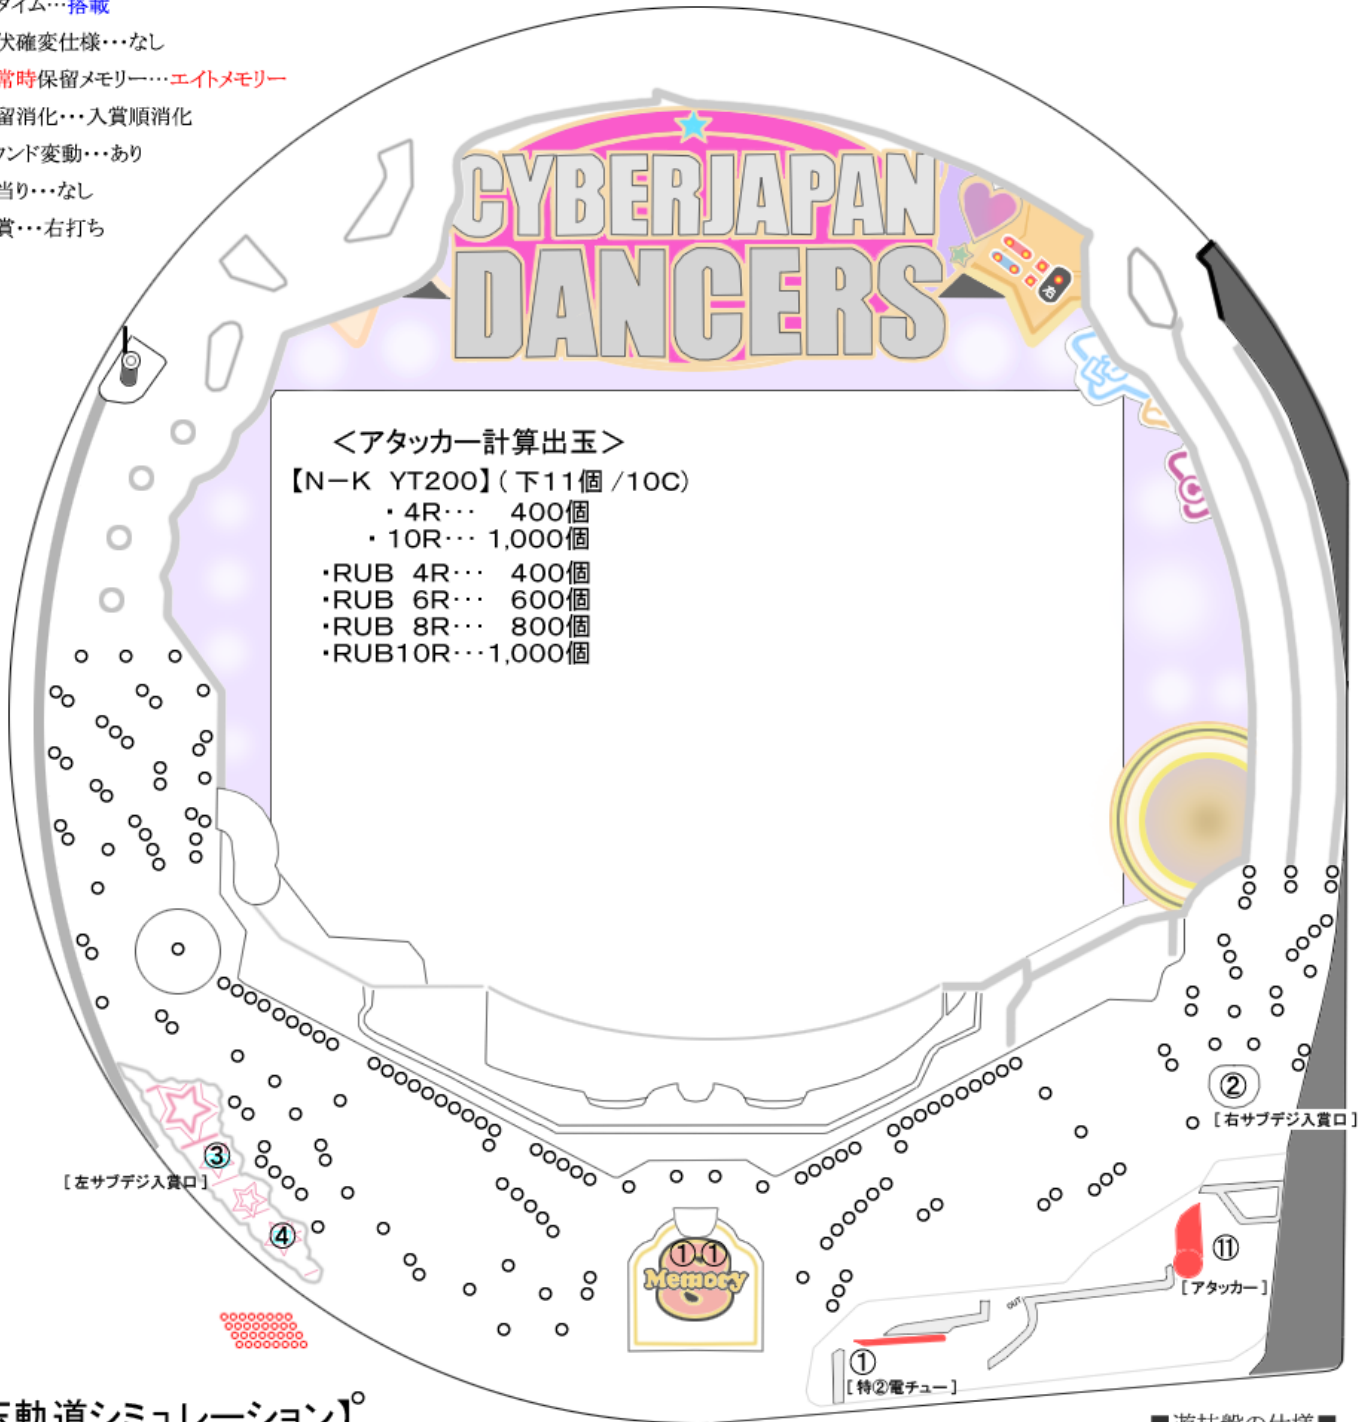 タイム…搭載
伏確変仕様・・・なし
常時保留メモリー…エイトメモリー
留消化・・・入賞順消化
ウンド変動・・・あり
当り・・・なし
賞・・・右打ち
CYBERJAPAN
DANCERS
右
＜アタッカー計算出玉＞
【N－K YT200】(下11個/10C)
・4R… 400個
・10R… 1,000個
・RUB 4R… 400個
・RUB 6R… 600個
・RUB 8R… 800個
・RUB10R…1,000個
②
[右サブデジ入賞口]
③
[左サブデジ入賞口]
④
①①
Memory
⑪
[アタッカー]
OUT
①
[特②電チュー]
玉軌道シミュレーション】
■遊技盤の仕様■